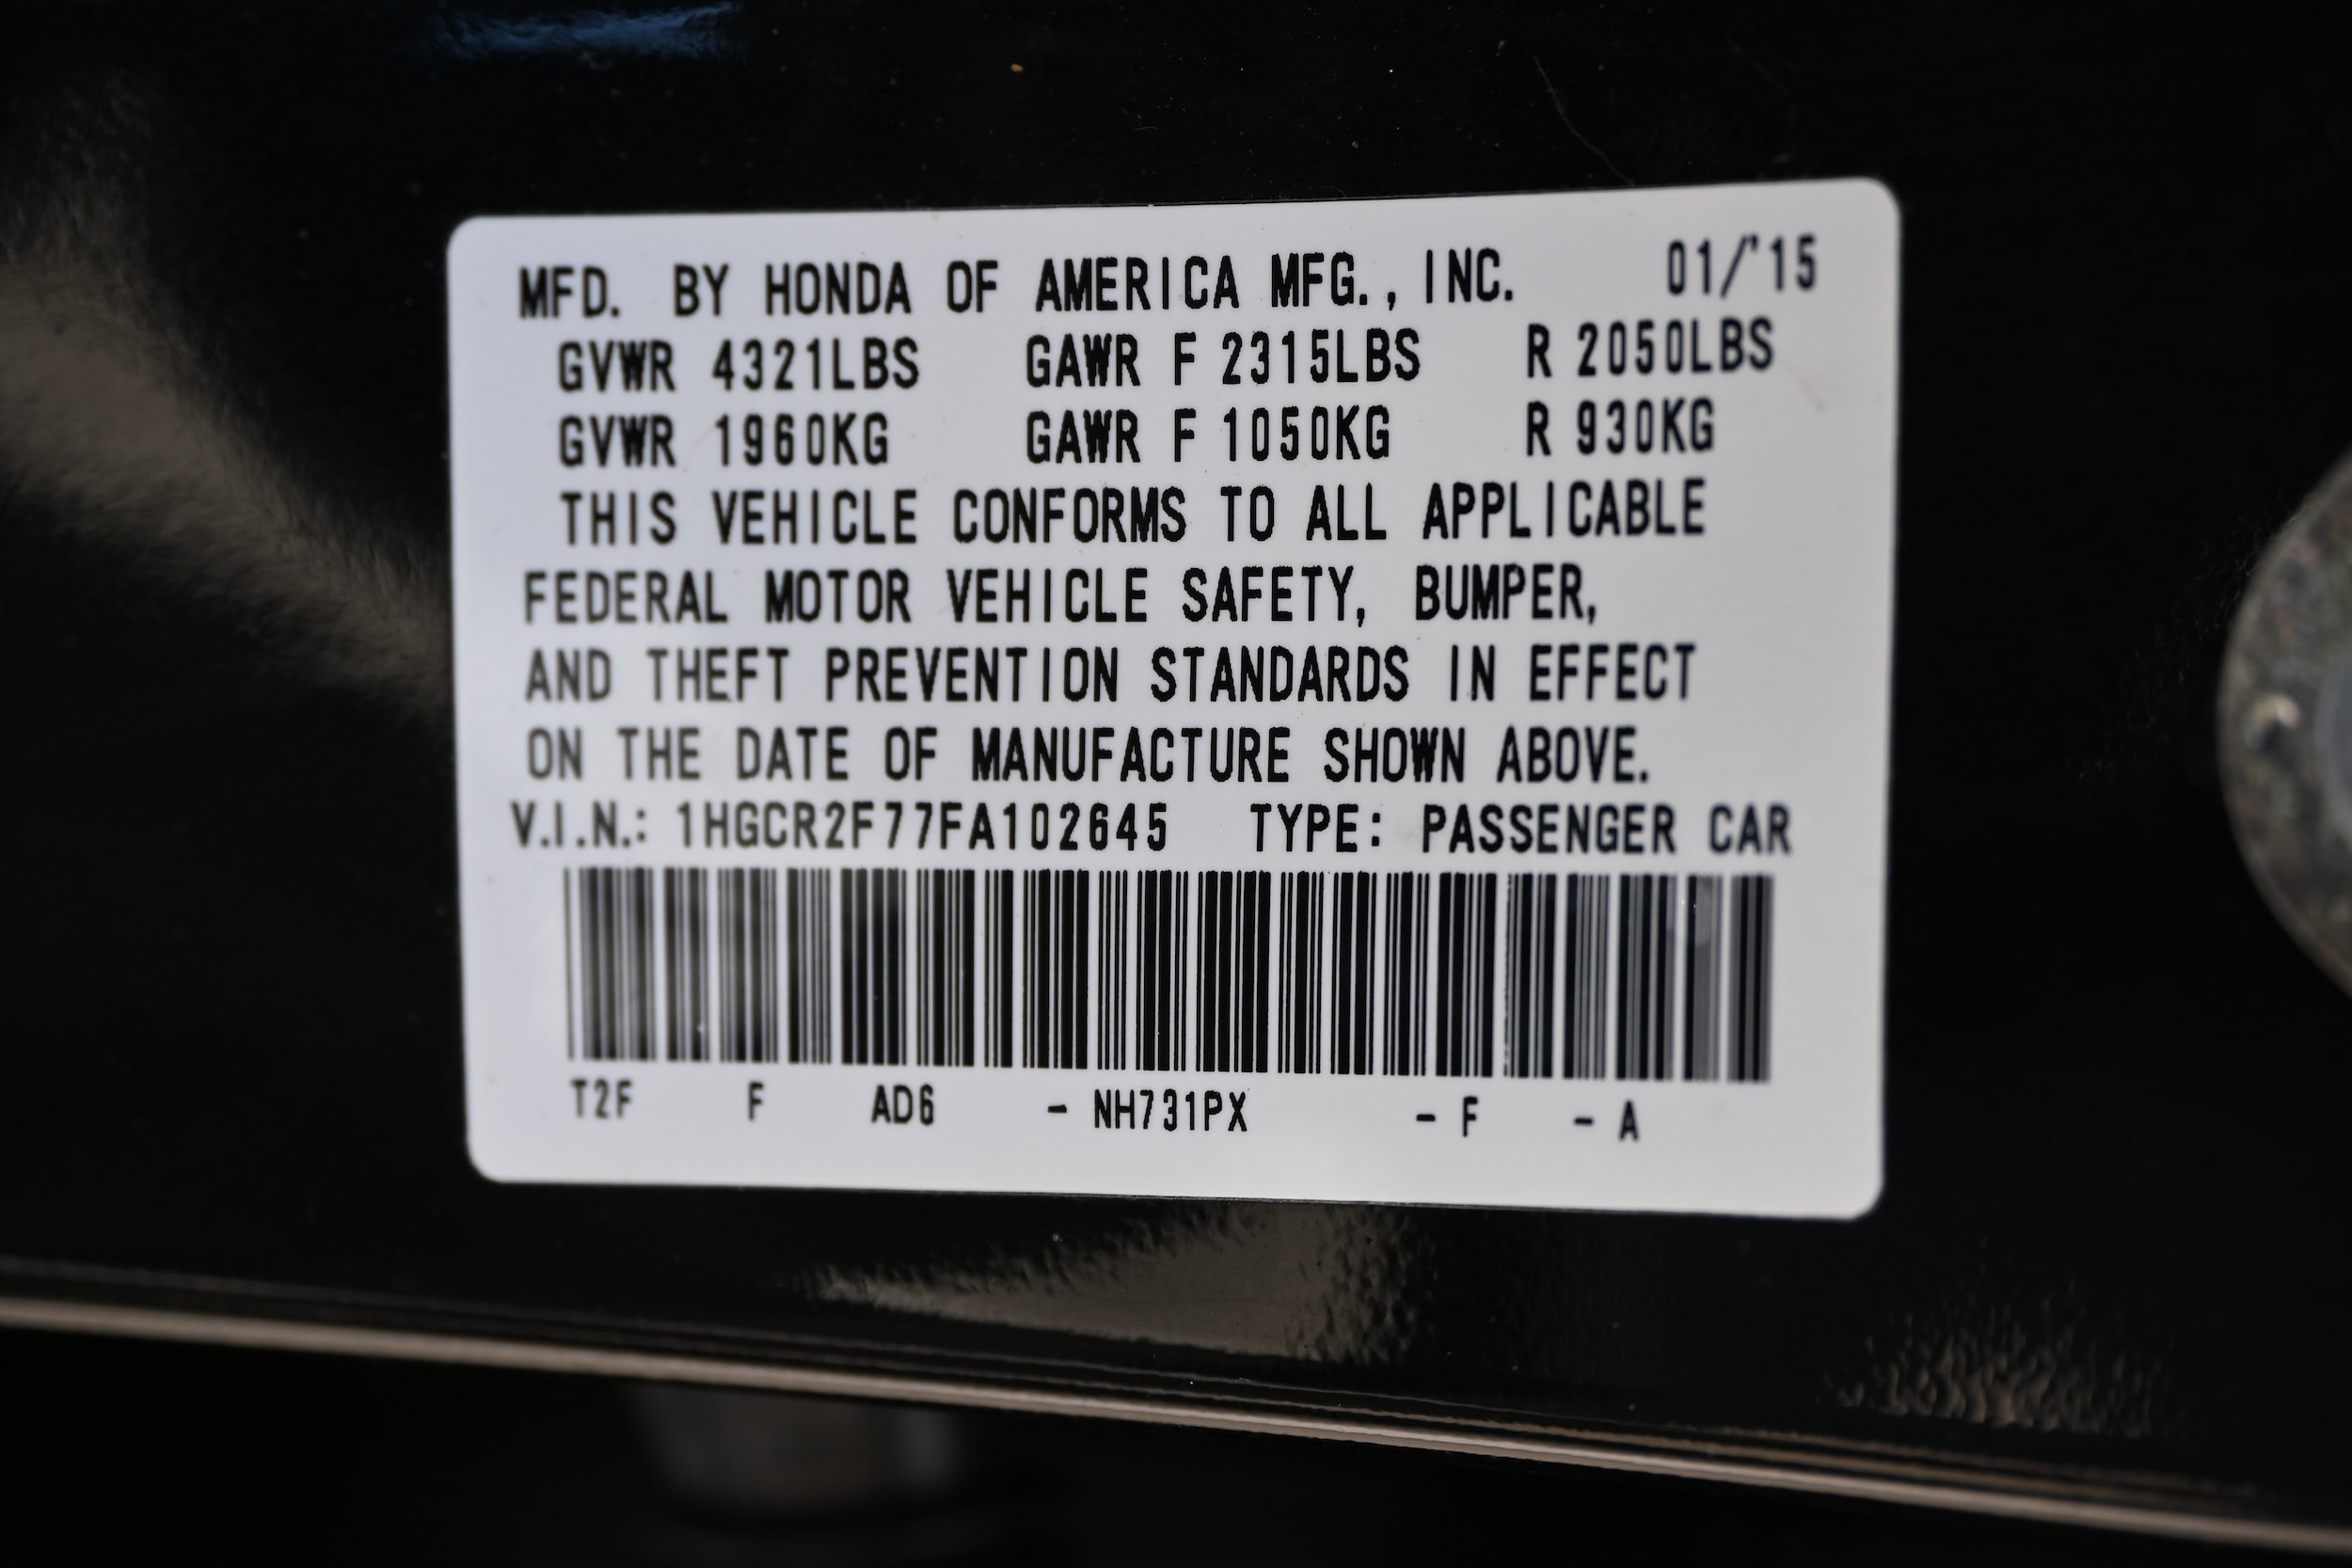 MFD. BY HONDA OF AMERICA MFG., INC. 01/'15
GVWR 4321LBS GAWR F 2315LBS R 2050LBS
GVWR 1960KG GAWR F 1050KG R 930KG
THIS VEHICLE CONFORMS TO ALL APPLICABLE
FEDERAL MOTOR VEHICLE SAFETY, BUMPER,
AND THEFT PREVENTION STANDARDS IN EFFECT
ON THE DATE OF MANUFACTURE SHOWN ABOVE.
V.I.N.: 1HGCR2F77FA102645 TYPE: PASSENGER CAR
T2F F AD6 - NH731PX - F - A